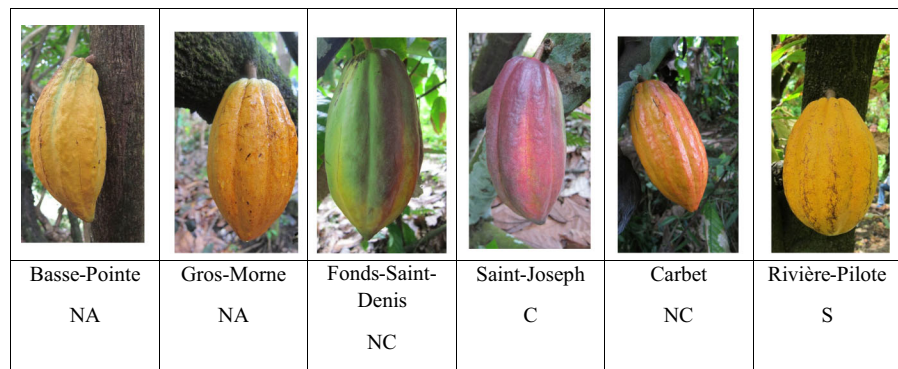 Basse-Pointe
NA
Gros-Morne
NA
Fonds-Saint-
Denis
NC
Saint-Joseph
C
Carbet
NC
Rivière-Pilote
S